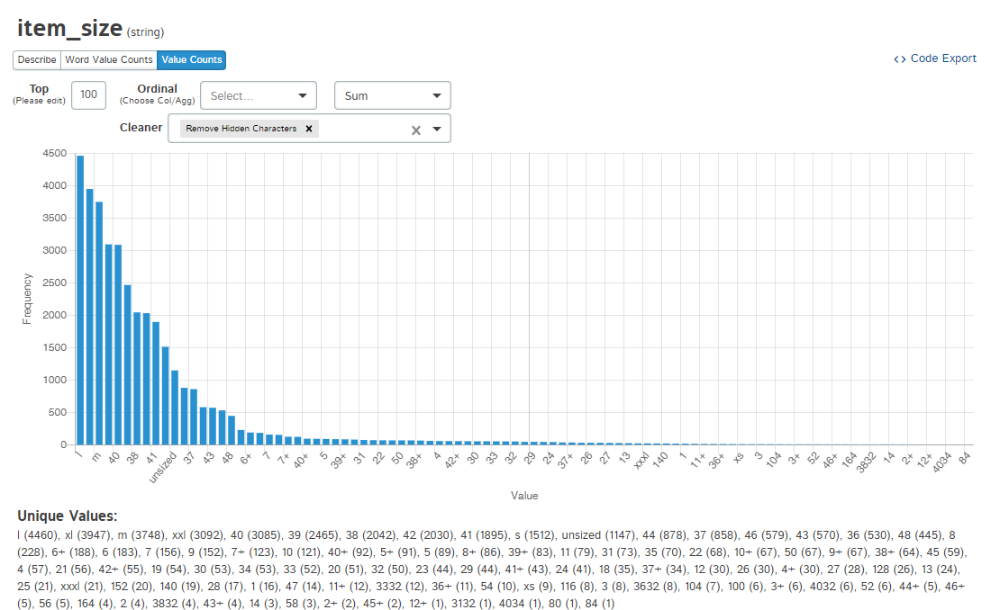 item_size (string)
Describe Word Value Counts Value Counts
<> Code Export
Top Ordinal
(Please edit) 100 (Choose Col/Agg) Select... Sum
Cleaner Remove Hidden Characters
4500
4000
3500
3000
2500
2000
1500
1000
500
0
Frequency
l m 40 38 41 unsized 37 43 48 6+ 7 7+ 40+ 5 39+ 31 22 50 38+ 4 42+ 30 33 32 29 24 37+ 26 27 13 xxxl 140 1 11+ 36+ xs 3 104 3+ 52 46+ 164 3832 14 2+ 12+ 4034 84
Value
Unique Values:
l (4460), xl (3947), m (3748), xxl (3092), 40 (3085), 39 (2465), 38 (2042), 42 (2030), 41 (1895), s (1512), unsized (1147), 44 (878), 37 (858), 46 (579), 43 (570), 36 (530), 48 (445), 8
(228), 6+ (188), 6 (183), 7 (156), 9 (152), 7+ (123), 10 (121), 40+ (92), 5+ (91), 5 (89), 8+ (86), 39+ (83), 11 (79), 31 (73), 35 (70), 22 (68), 10+ (67), 50 (67), 9+ (67), 38+ (64), 45 (59),
4 (57), 21 (56), 42+ (55), 19 (54), 30 (53), 34 (53), 33 (52), 20 (51), 32 (50), 23 (44), 29 (44), 41+ (43), 24 (41), 18 (35), 37+ (34), 12 (30), 26 (30), 4+ (30), 27 (28), 128 (26), 13 (24),
25 (21), xxxl (21), 152 (20), 140 (19), 28 (17), 1 (16), 47 (14), 11+ (12), 3332 (12), 36+ (11), 54 (10), xs (9), 116 (8), 3 (8), 3632 (8), 104 (7), 100 (6), 3+ (6), 4032 (6), 52 (6), 44+ (5), 46+
(5), 56 (5), 164 (4), 2 (4), 3832 (4), 43+ (4), 14 (3), 58 (3), 2+ (2), 45+ (2), 12+ (1), 3132 (1), 4034 (1), 80 (1), 84 (1)